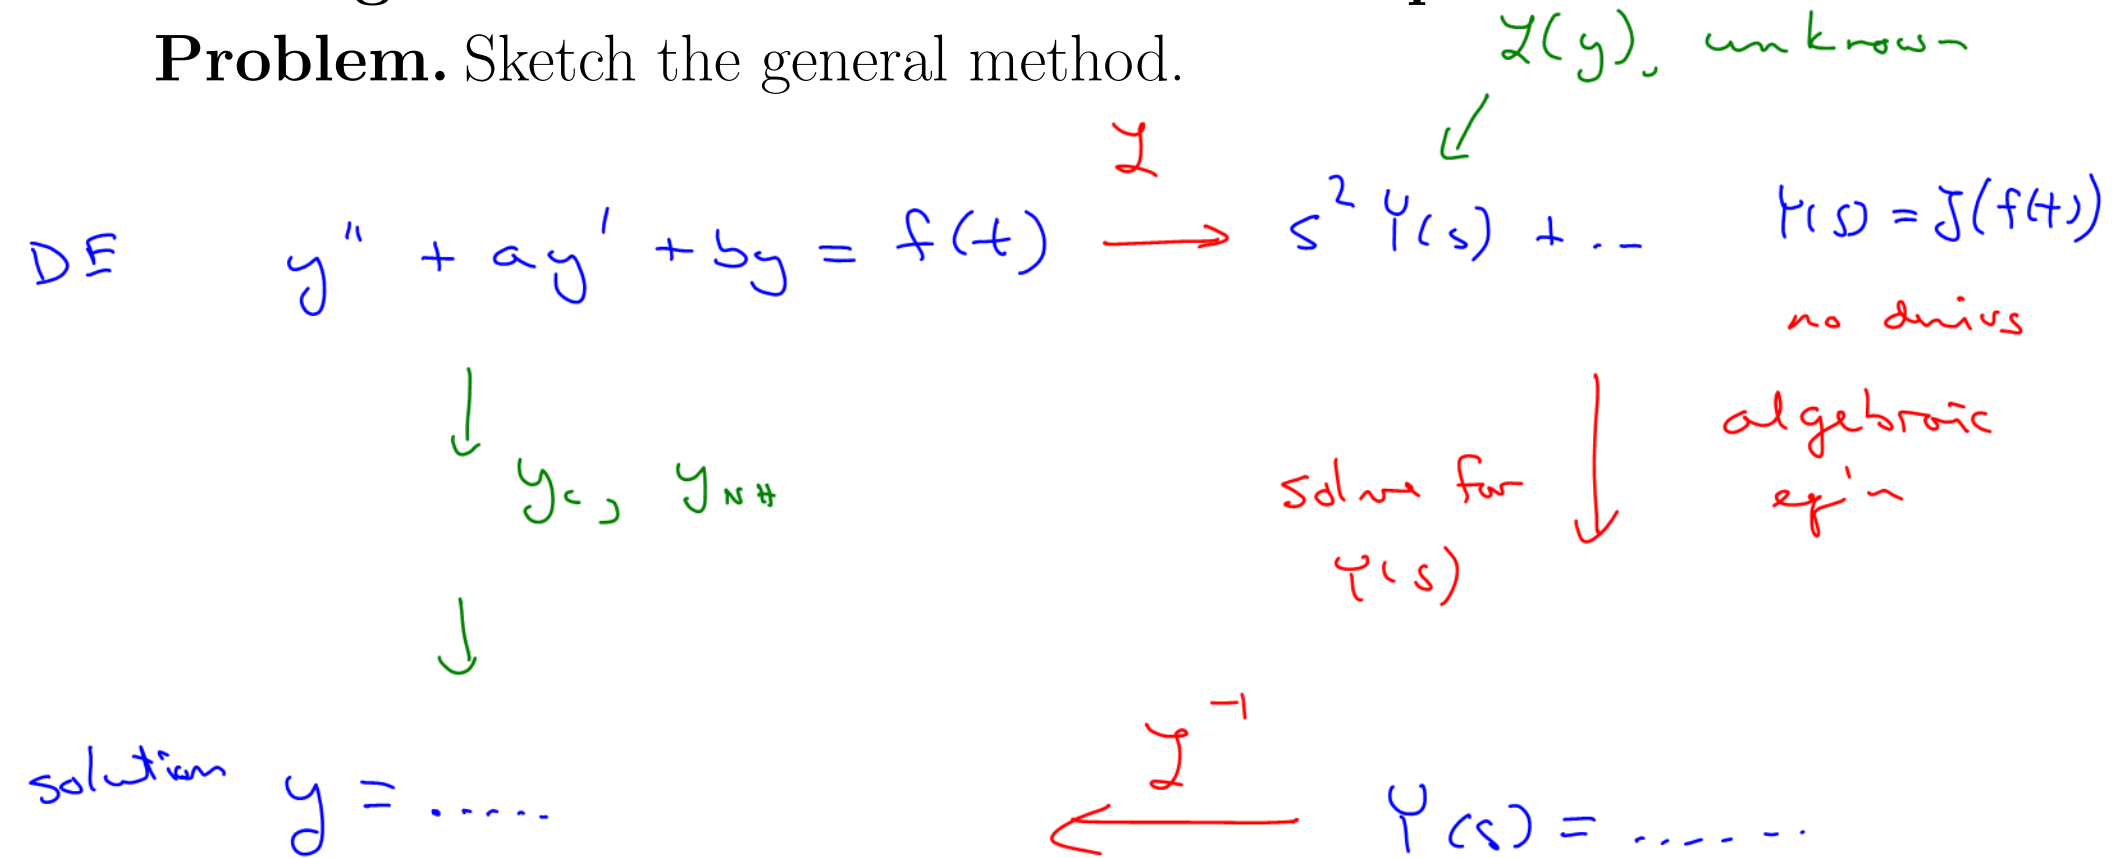 Problem. Sketch the general method.
ℒ(y), unknown
ℒ
DE y'' + ay' + by = f(t) → s² Y(s) + ... Y(s) = ℒ(f(t))
no derivs
algebraic
eq'n
y_c, y_NH
solve for
Y(s)
ℒ⁻¹
solution y = ..... ← Y(s) = .......